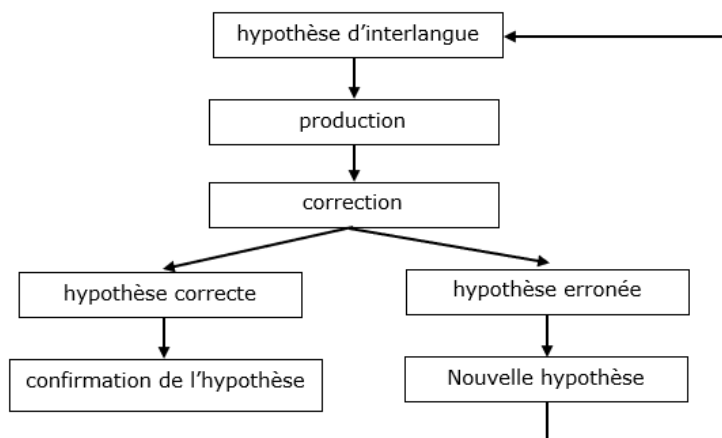 hypothèse d’interlangue
production
correction
hypothèse correcte
hypothèse erronée
confirmation de l’hypothèse
Nouvelle hypothèse